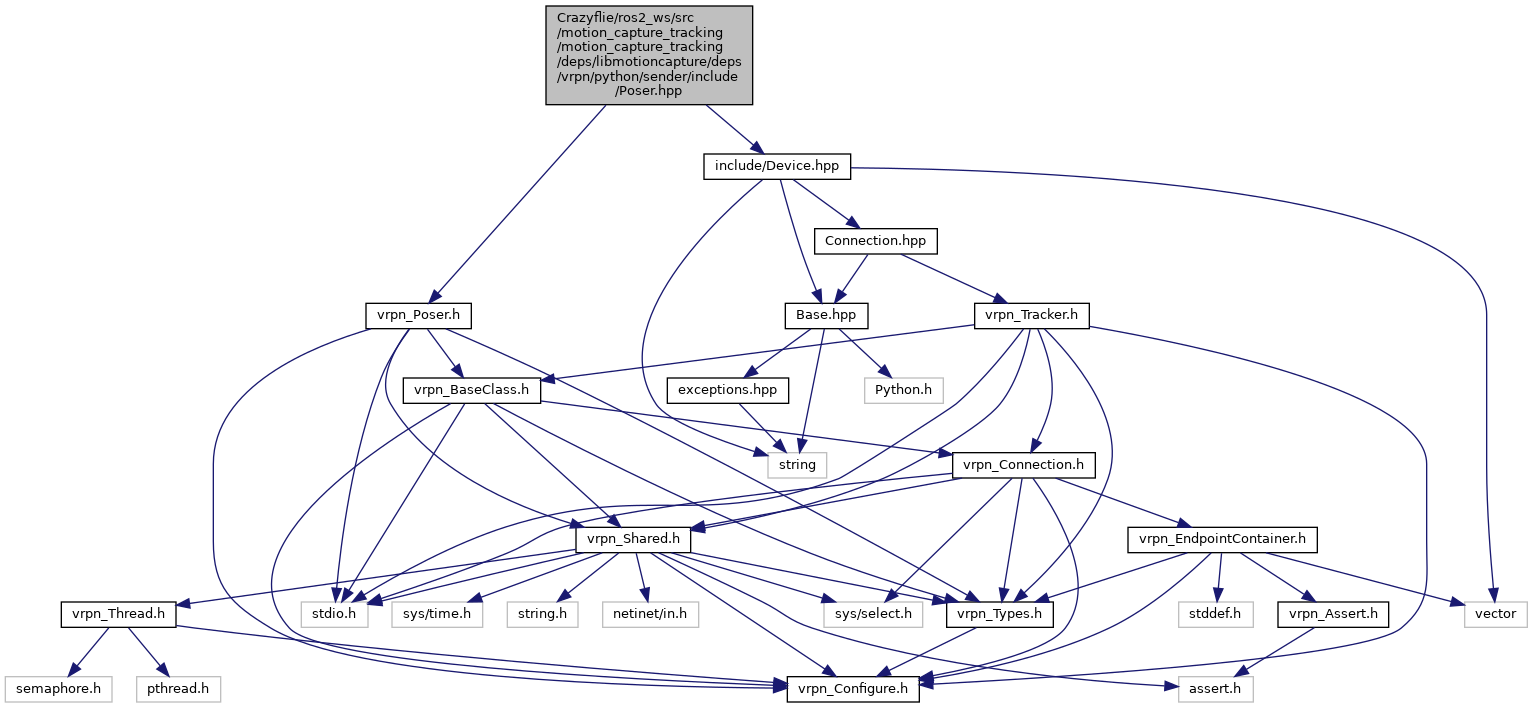 Crazyflie/ros2_ws/src
/motion_capture_tracking
/motion_capture_tracking
/deps/libmotioncapture/deps
/vrpn/python/sender/include
/Poser.hpp
include/Device.hpp
Connection.hpp
vrpn_Poser.h
Base.hpp
vrpn_Tracker.h
vrpn_BaseClass.h
exceptions.hpp
Python.h
string
vrpn_Connection.h
vrpn_Shared.h
vrpn_EndpointContainer.h
vrpn_Thread.h
stdio.h
sys/time.h
string.h
netinet/in.h
sys/select.h
vrpn_Types.h
stddef.h
vrpn_Assert.h
vector
semaphore.h
pthread.h
vrpn_Configure.h
assert.h